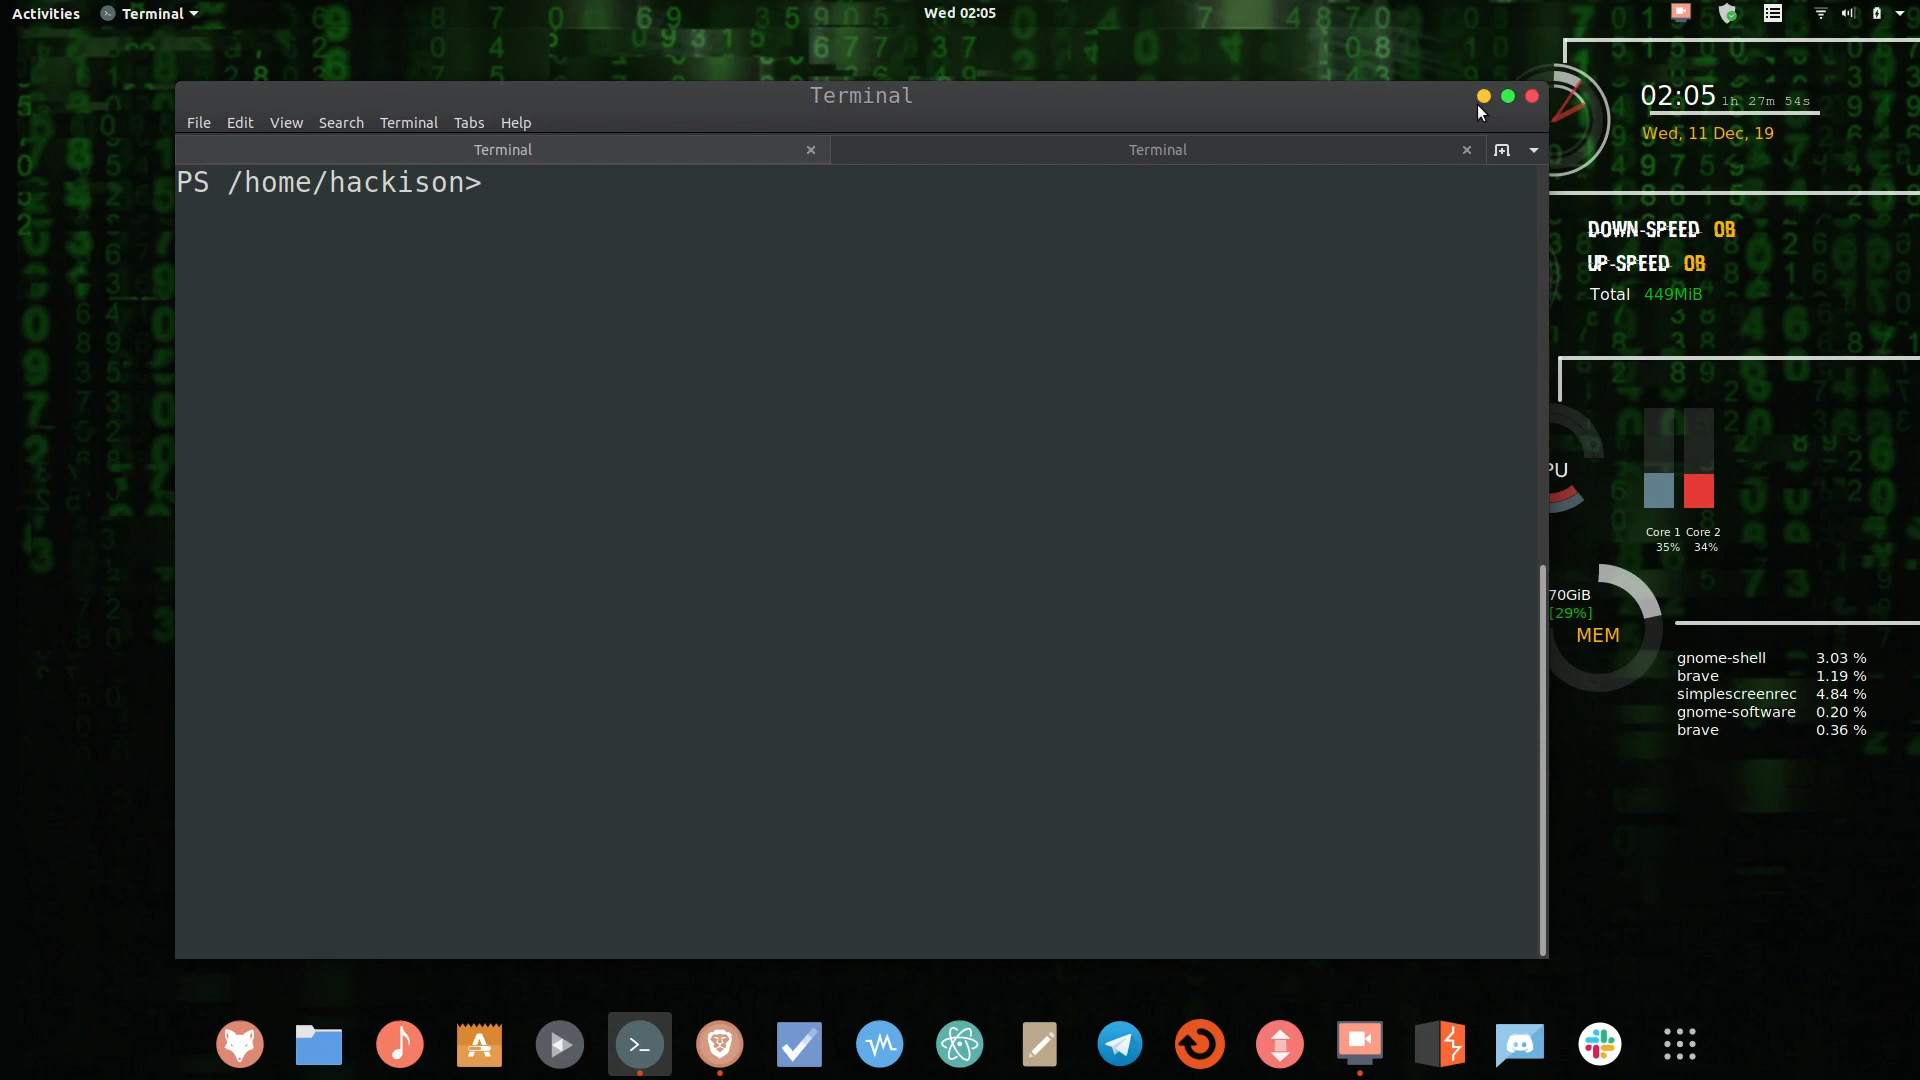 Activities Terminal Wed 02:05
Terminal
File Edit View Search Terminal Tabs Help
Terminal Terminal
PS /home/hackison>
02:05 1h 27m 54s
Wed, 11 Dec, 19
DOWN-SPEED 0B
UP-SPEED 0B
Total 449MiB
PU
Core 1 Core 2
35% 34%
70GiB
[29%]
MEM
gnome-shell 3.03 %
brave 1.19 %
simplescreenrec 4.84 %
gnome-software 0.20 %
brave 0.36 %